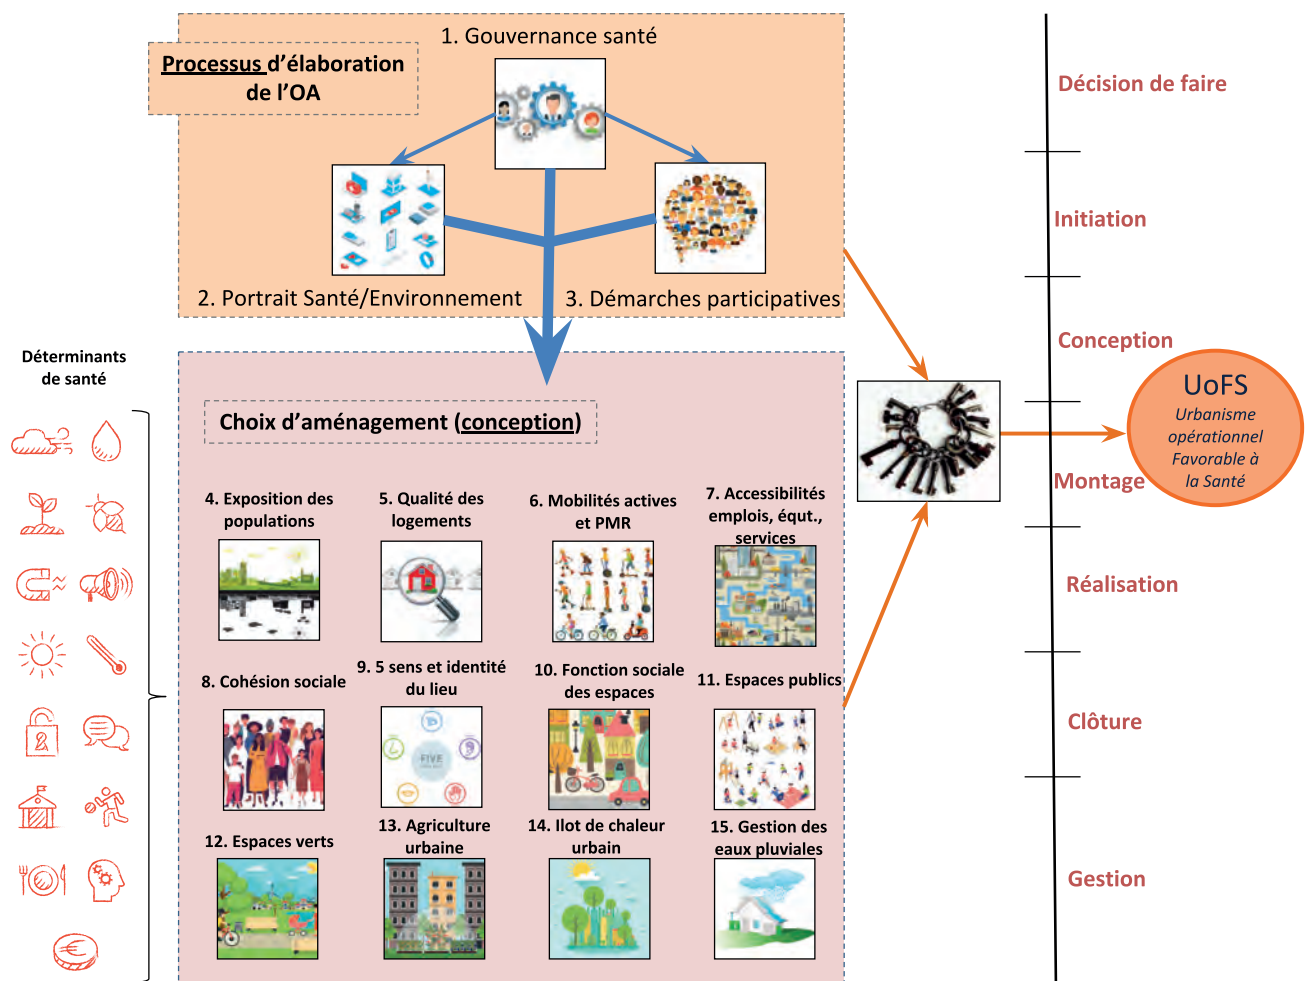 1. Gouvernance santé
Processus d’élaboration
de l’OA
2. Portrait Santé/Environnement
3. Démarches participatives
Déterminants
de santé
Choix d’aménagement (conception)
4. Exposition des
populations
5. Qualité des
logements
6. Mobilités actives
et PMR
7. Accessibilités
emplois, équt.,
services
8. Cohésion sociale
9. 5 sens et identité
du lieu
FIVE
10. Fonction sociale
des espaces
11. Espaces publics
12. Espaces verts
13. Agriculture
urbaine
14. Ilot de chaleur
urbain
15. Gestion des
eaux pluviales
Décision de faire
Initiation
Conception
Montage
Réalisation
Clôture
Gestion
UoFS
Urbanisme
opérationnel
Favorable à
la Santé